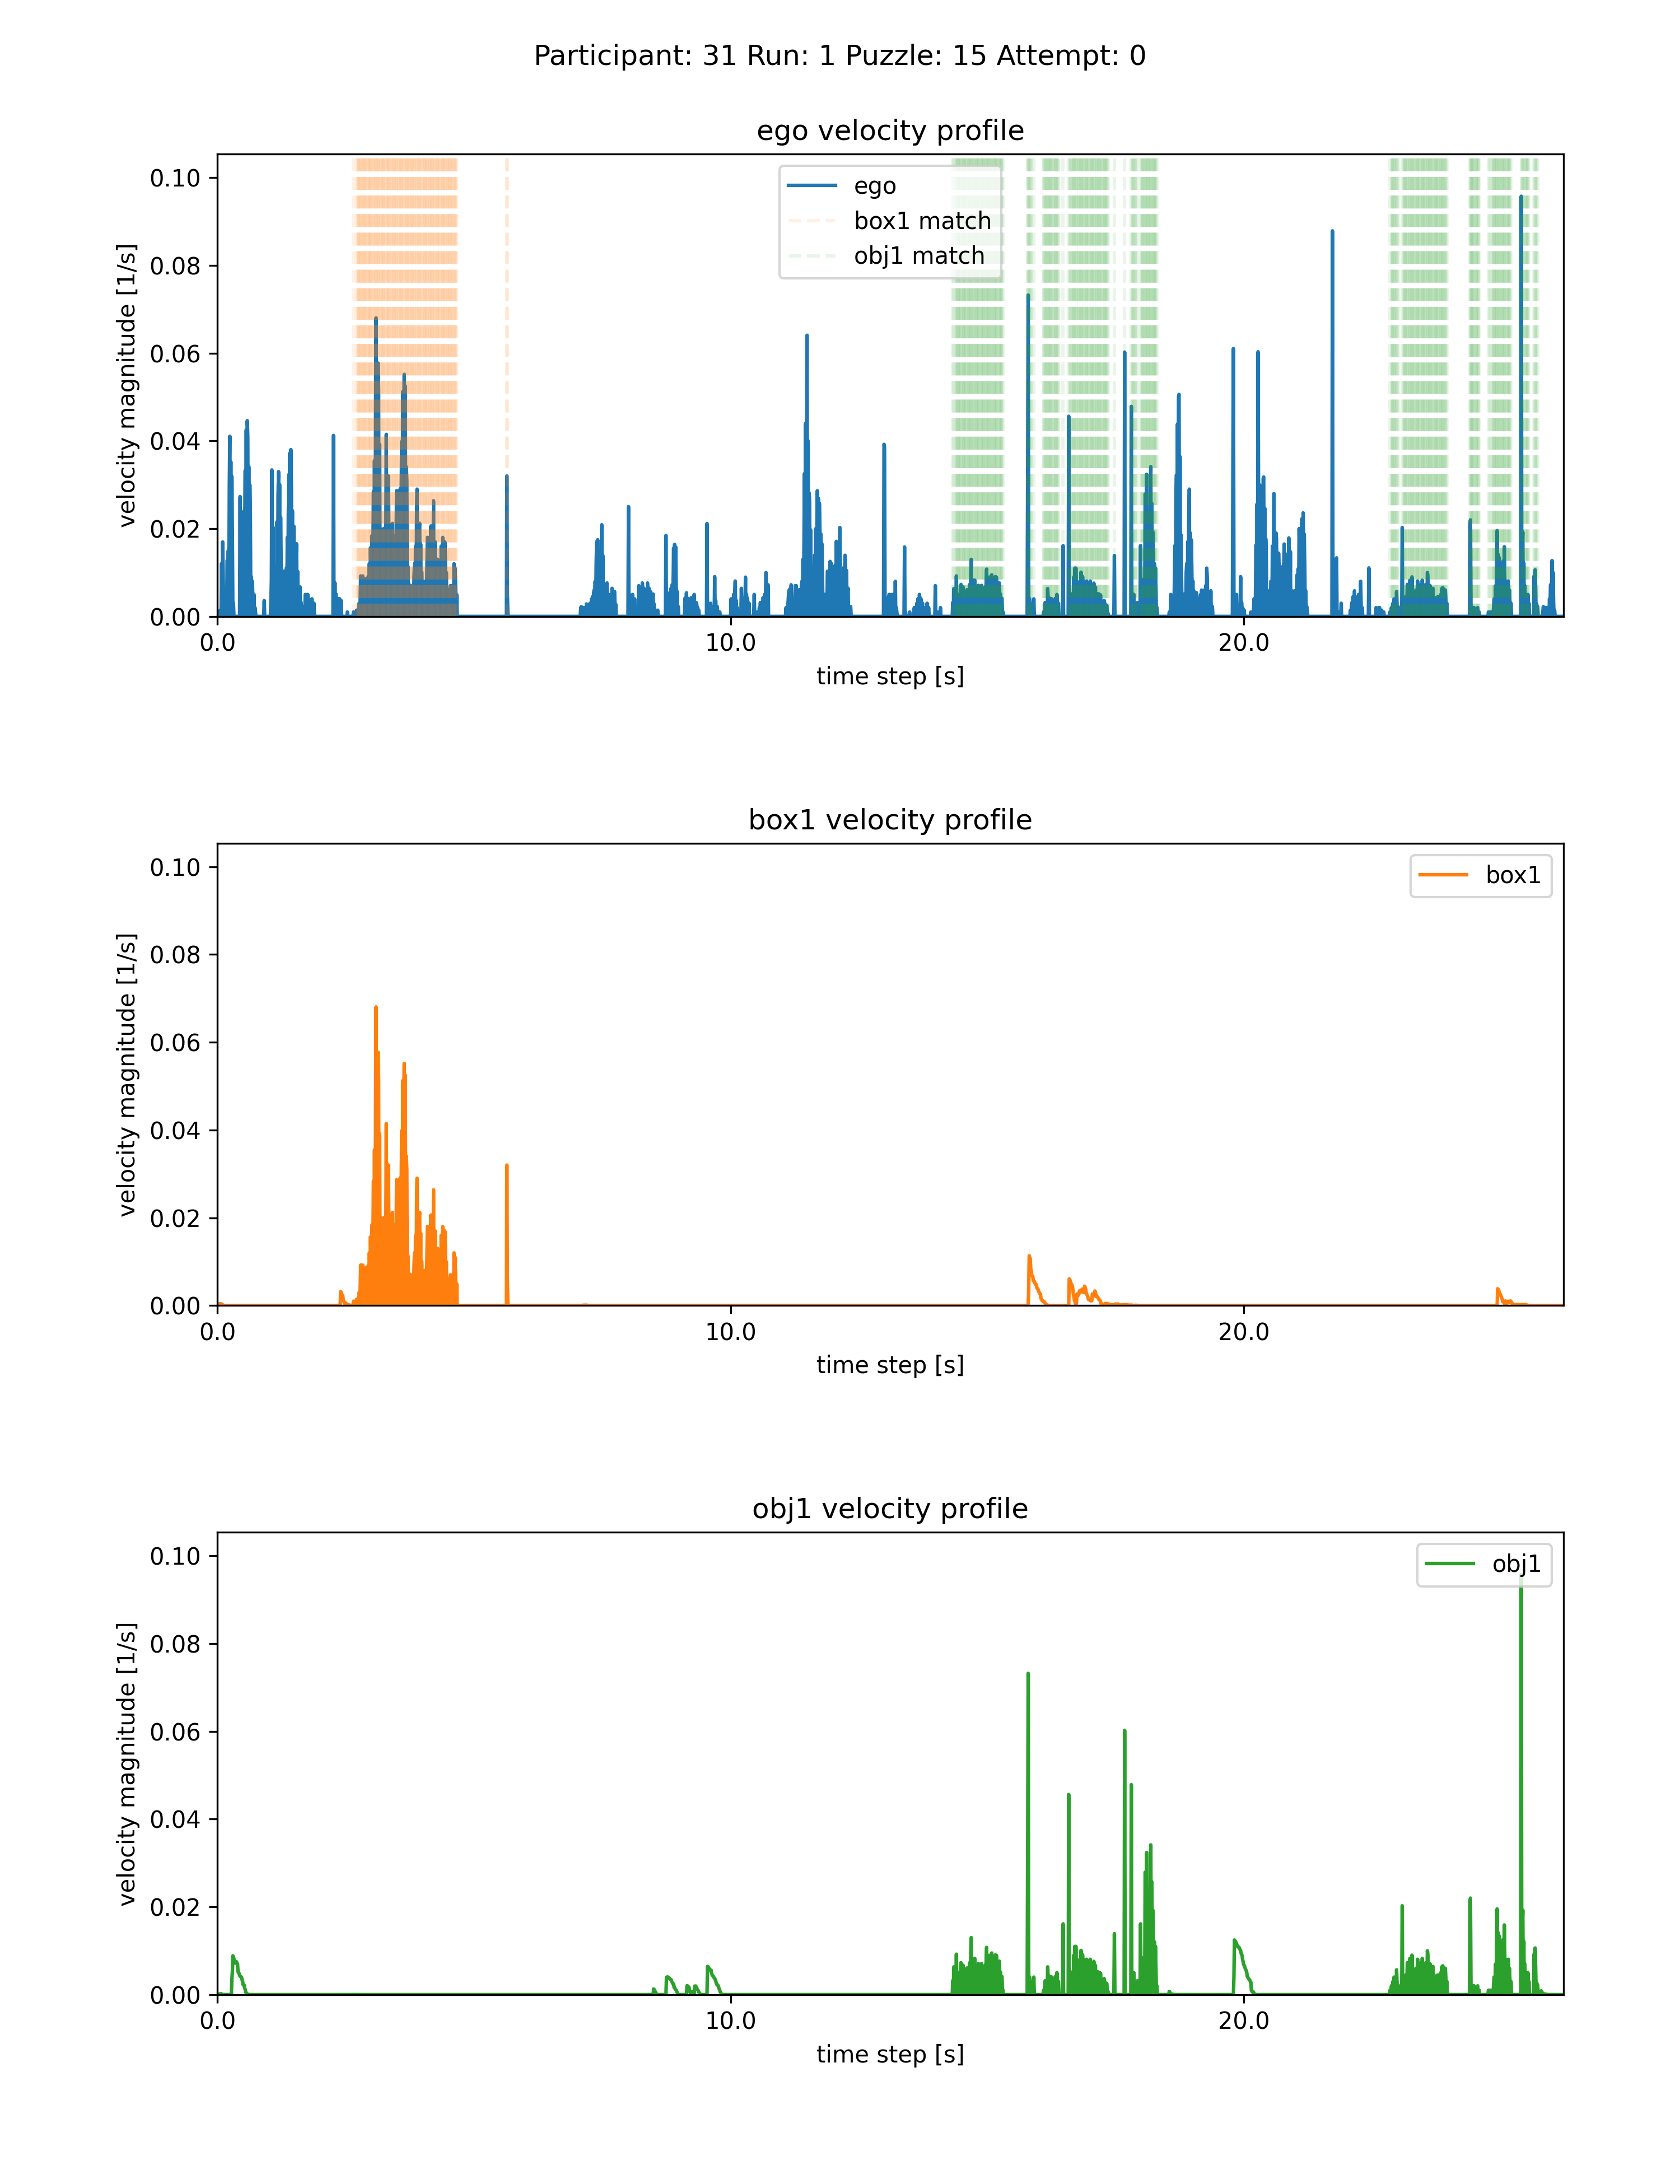 Participant: 31 Run: 1 Puzzle: 15 Attempt: 0
ego velocity profile
velocity magnitude [1/s]
0.10
0.08
0.06
0.04
0.02
0.00
ego
box1 match
obj1 match
0.0 10.0 20.0
time step [s]
box1 velocity profile
velocity magnitude [1/s]
0.10
0.08
0.06
0.04
0.02
0.00
box1
0.0 10.0 20.0
time step [s]
obj1 velocity profile
velocity magnitude [1/s]
0.10
0.08
0.06
0.04
0.02
0.00
obj1
0.0 10.0 20.0
time step [s]